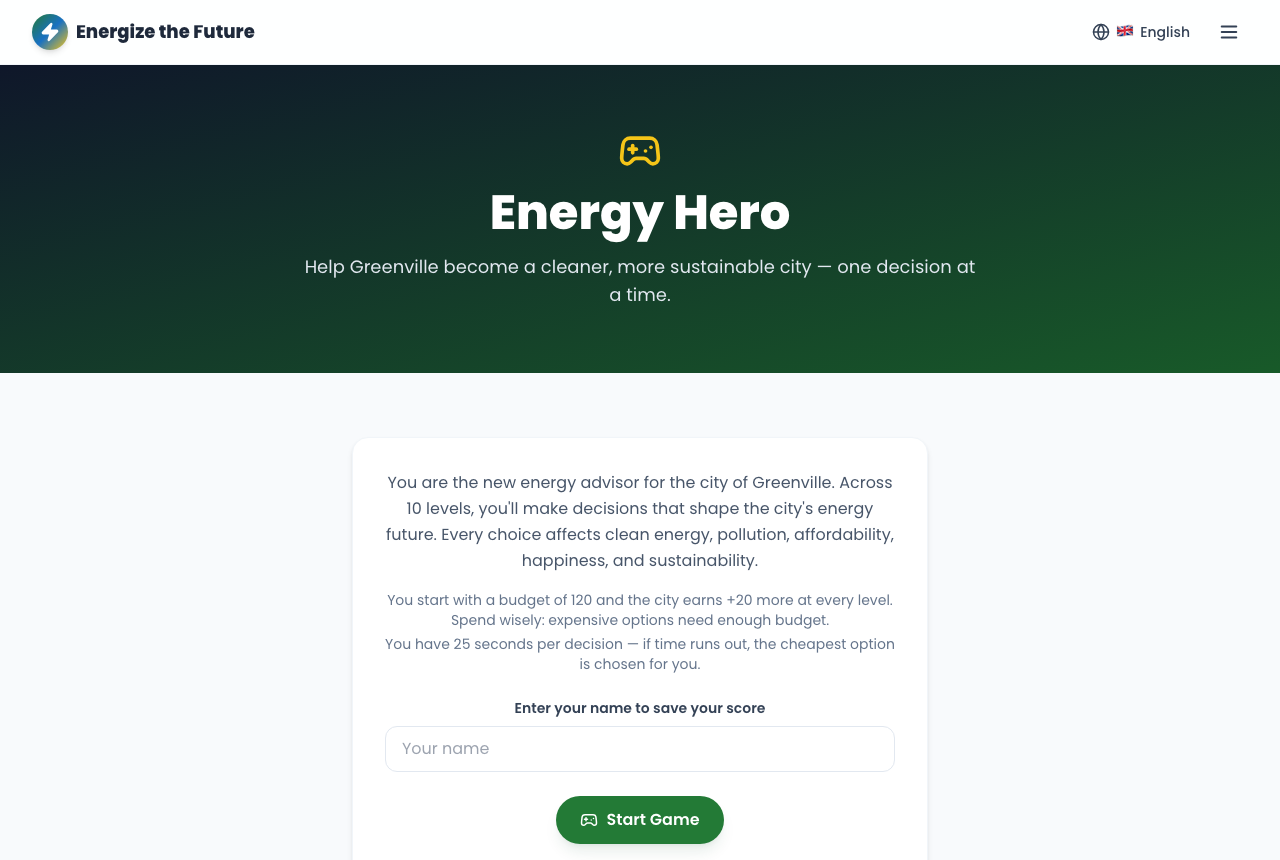 Energize the Future
🇬🇧 English
Energy Hero
Help Greenville become a cleaner, more sustainable city — one decision at
a time.
You are the new energy advisor for the city of Greenville. Across
10 levels, you'll make decisions that shape the city's energy
future. Every choice affects clean energy, pollution, affordability,
happiness, and sustainability.
You start with a budget of 120 and the city earns +20 more at every level.
Spend wisely: expensive options need enough budget.
You have 25 seconds per decision — if time runs out, the cheapest option
is chosen for you.
Enter your name to save your score
Your name
Start Game